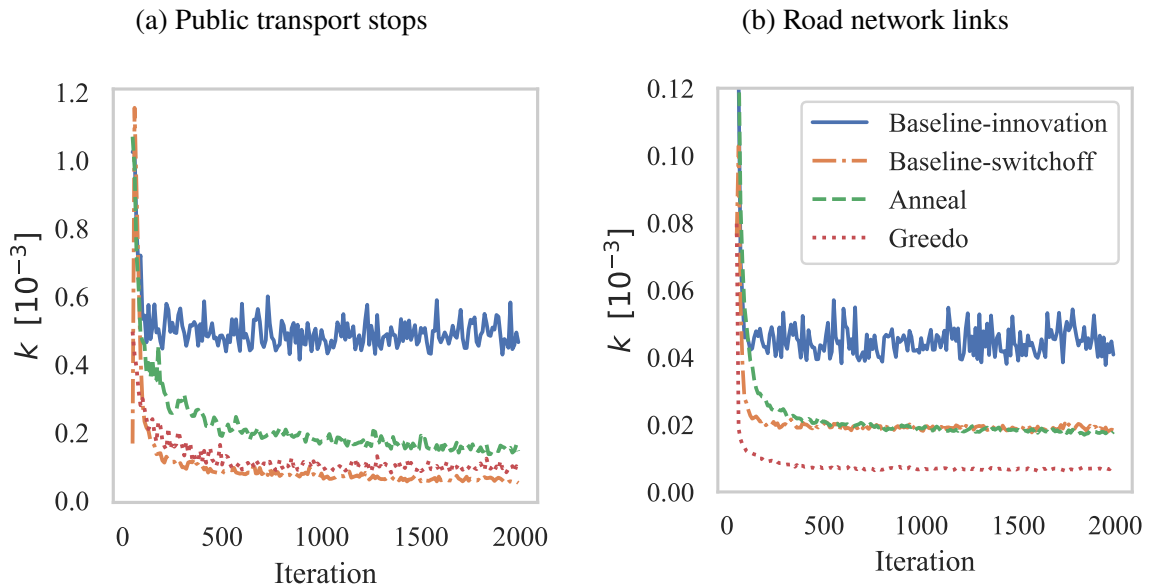 (a) Public transport stops
(b) Road network links
1.2
1.0
0.8
0.6
0.4
0.2
0.0
k [10⁻³]
0 500 1000 1500 2000
Iteration
0.12
0.10
0.08
0.06
0.04
0.02
0.00
k [10⁻³]
Baseline-innovation
Baseline-switchoff
Anneal
Greedo
0 500 1000 1500 2000
Iteration